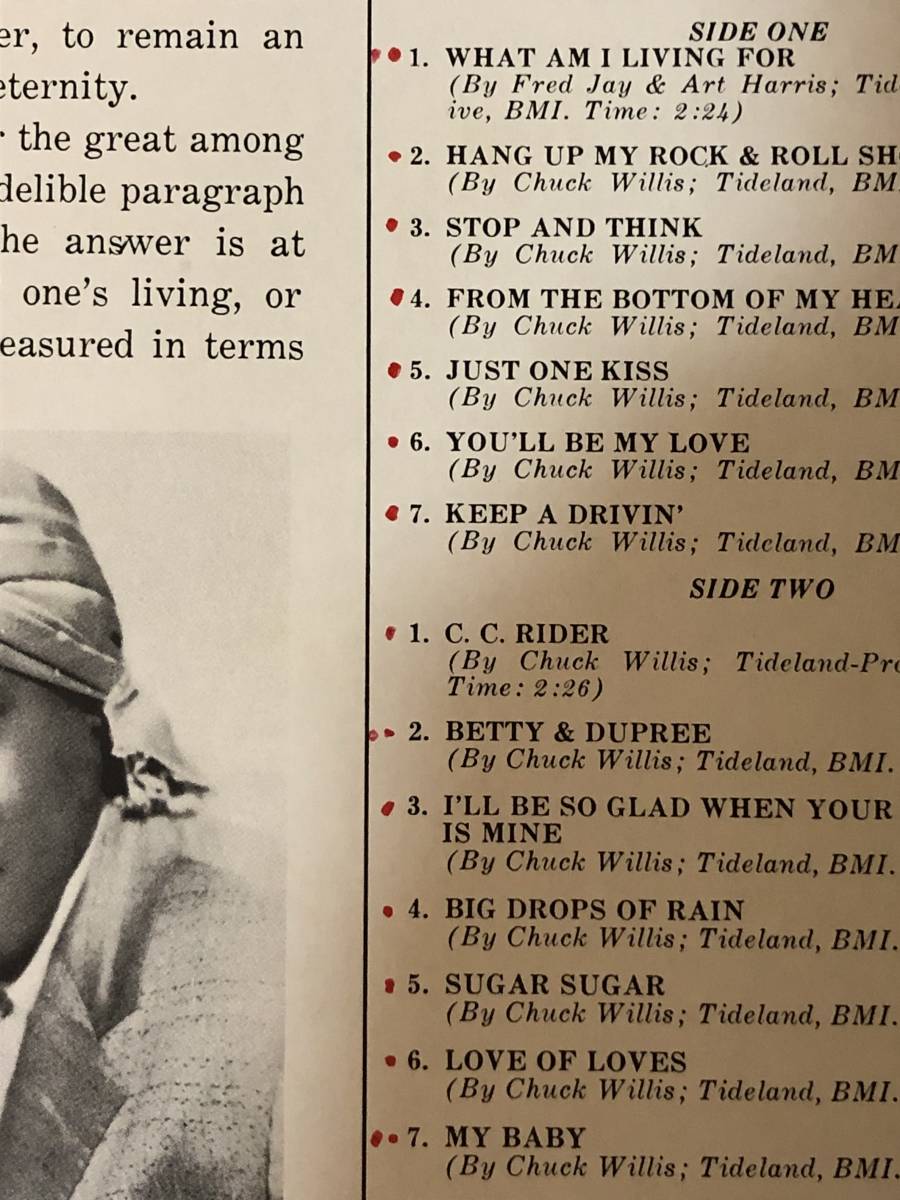 er, to remain an
eternity.
the great among
delible paragraph
he answer is at
one's living, or
easured in terms
SIDE ONE
1. WHAT AM I LIVING FOR
(By Fred Jay & Art Harris; Tid
ive, BMI. Time: 2:24)
2. HANG UP MY ROCK & ROLL SH
(By Chuck Willis; Tideland, BM
3. STOP AND THINK
(By Chuck Willis; Tideland, BM
4. FROM THE BOTTOM OF MY HEA
(By Chuck Willis; Tideland, BM
5. JUST ONE KISS
(By Chuck Willis; Tideland, BM
6. YOU'LL BE MY LOVE
(By Chuck Willis; Tideland, BM
7. KEEP A DRIVIN'
(By Chuck Willis; Tideland, BM
SIDE TWO
1. C. C. RIDER
(By Chuck Willis; Tideland-Pro
Time: 2:26)
2. BETTY & DUPREE
(By Chuck Willis; Tideland, BMI.
3. I'LL BE SO GLAD WHEN YOUR
IS MINE
(By Chuck Willis; Tideland, BMI.
4. BIG DROPS OF RAIN
(By Chuck Willis; Tideland, BMI.
5. SUGAR SUGAR
(By Chuck Willis; Tideland, BMI.
6. LOVE OF LOVES
(By Chuck Willis; Tideland, BMI.
7. MY BABY
(By Chuck Willis; Tideland, BMI.